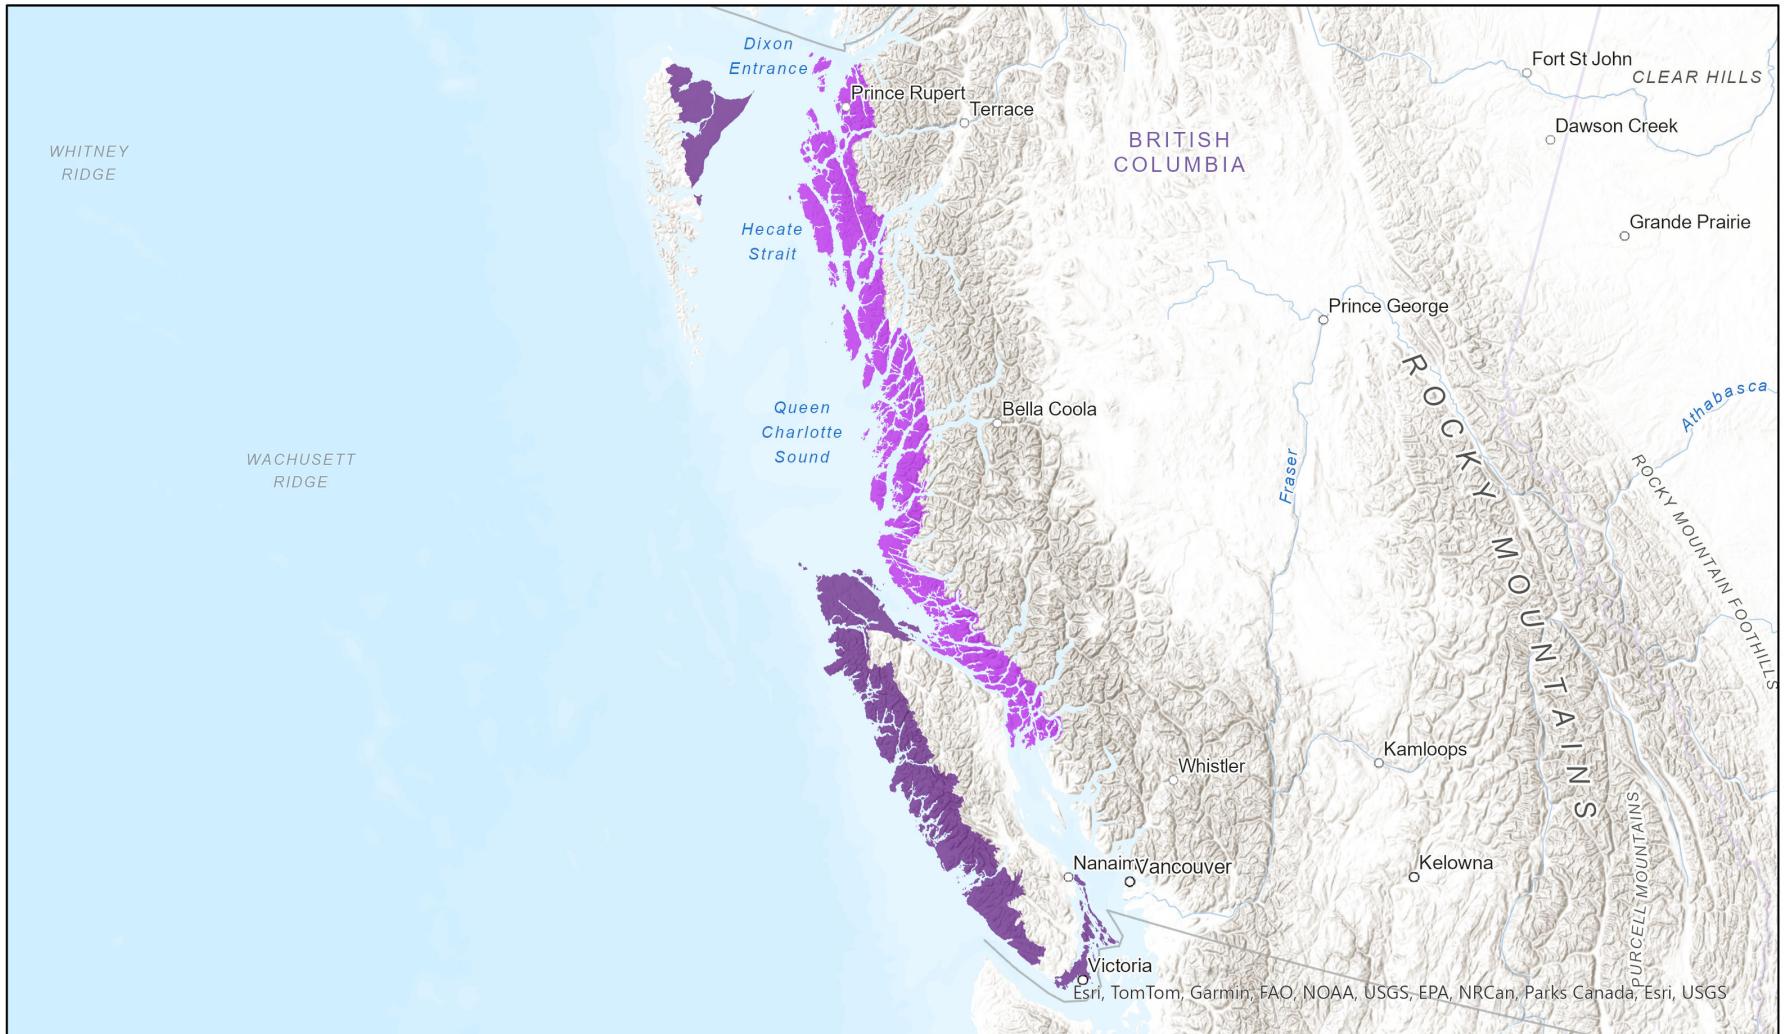 Dixon
Entrance
Fort St John
CLEAR HILLS
Prince Rupert
Terrace
Dawson Creek
BRITISH
COLUMBIA
WHITNEY
RIDGE
Grande Prairie
Hecate
Strait
Prince George
ROCKY MOUNTAINS
Athabasca
Queen
Charlotte
Sound
Bella Coola
Fraser
WACHUSETT
RIDGE
ROCKY MOUNTAIN FOOTHILLS
Kamloops
Whistler
PURCELL MOUNTAINS
Nanaim
Vancouver
Kelowna
Victoria
Esri, TomTom, Garmin, FAO, NOAA, USGS, EPA, NRCan, Parks Canada, Esri, USGS